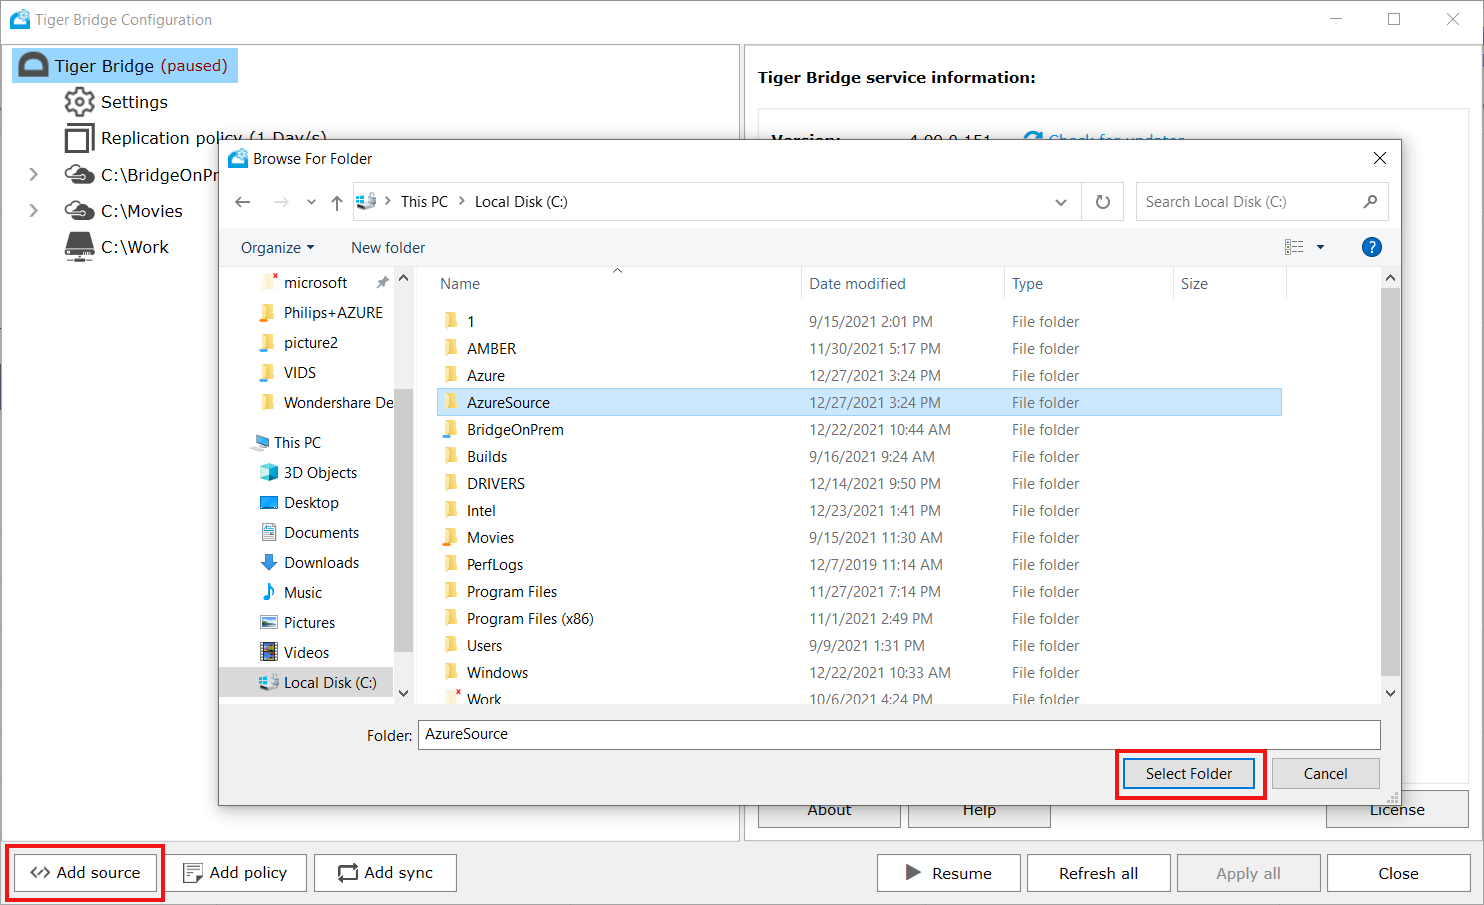 Tiger Bridge Configuration
Tiger Bridge (paused)
Settings
Replication policy (1 Day/s)
C:\BridgeOnPr
C:\Movies
C:\Work
Tiger Bridge service information:
Version: 4.00.0.151 Check for updates
Browse For Folder
This PC > Local Disk (C:)
Search Local Disk (C:)
Organize
New folder
?
microsoft
Philips+AZURE
picture2
VIDS
Wondershare De
This PC
3D Objects
Desktop
Documents
Downloads
Music
Pictures
Videos
Local Disk (C:)
Name Date modified Type Size
1 9/15/2021 2:01 PM File folder
AMBER 11/30/2021 5:17 PM File folder
Azure 12/27/2021 3:24 PM File folder
AzureSource 12/27/2021 3:24 PM File folder
BridgeOnPrem 12/22/2021 10:44 AM File folder
Builds 9/16/2021 9:24 AM File folder
DRIVERS 12/14/2021 9:50 PM File folder
Intel 12/23/2021 1:41 PM File folder
Movies 9/15/2021 11:30 AM File folder
PerfLogs 12/7/2019 11:14 AM File folder
Program Files 11/27/2021 7:14 PM File folder
Program Files (x86) 11/1/2021 2:49 PM File folder
Users 9/9/2021 1:31 PM File folder
Windows 12/22/2021 10:33 AM File folder
Work 10/6/2021 4:24 PM File folder
Folder: AzureSource
Select Folder
Cancel
About
Help
License
Add source
Add policy
Add sync
Resume
Refresh all
Apply all
Close